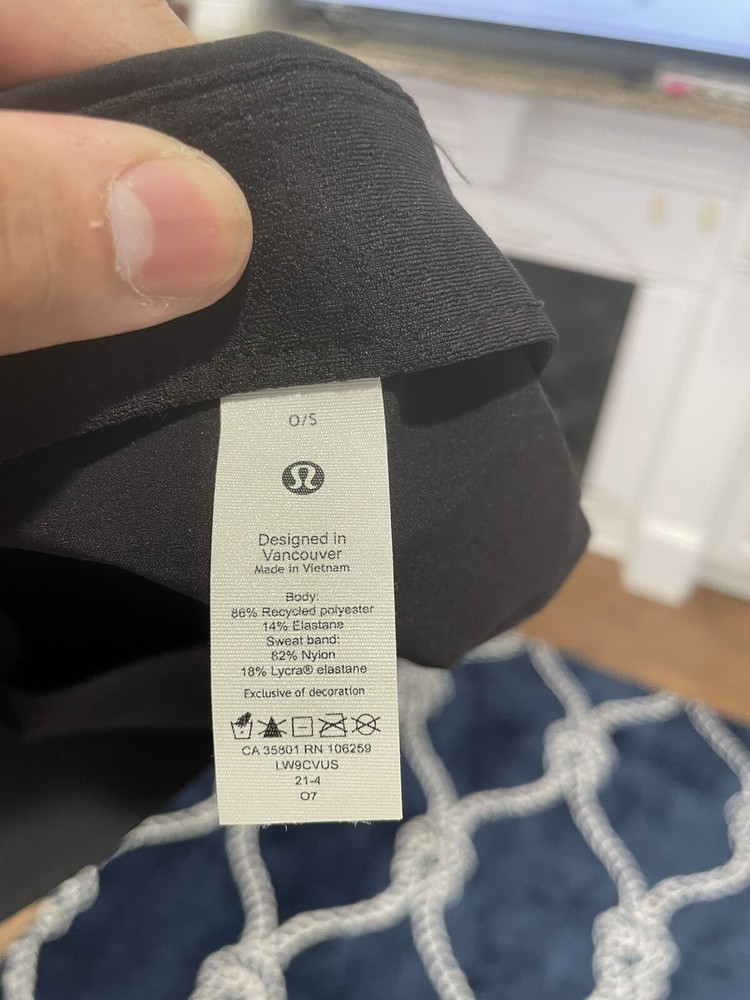 O/S
Designed in
Vancouver
Made in Vietnam
Body:
86% Recycled polyester
14% Elastane
Sweat band:
82% Nylon
18% Lycra® elastane
Exclusive of decoration
CA 35801 RN 106259
LW9CVUS
21-4
07